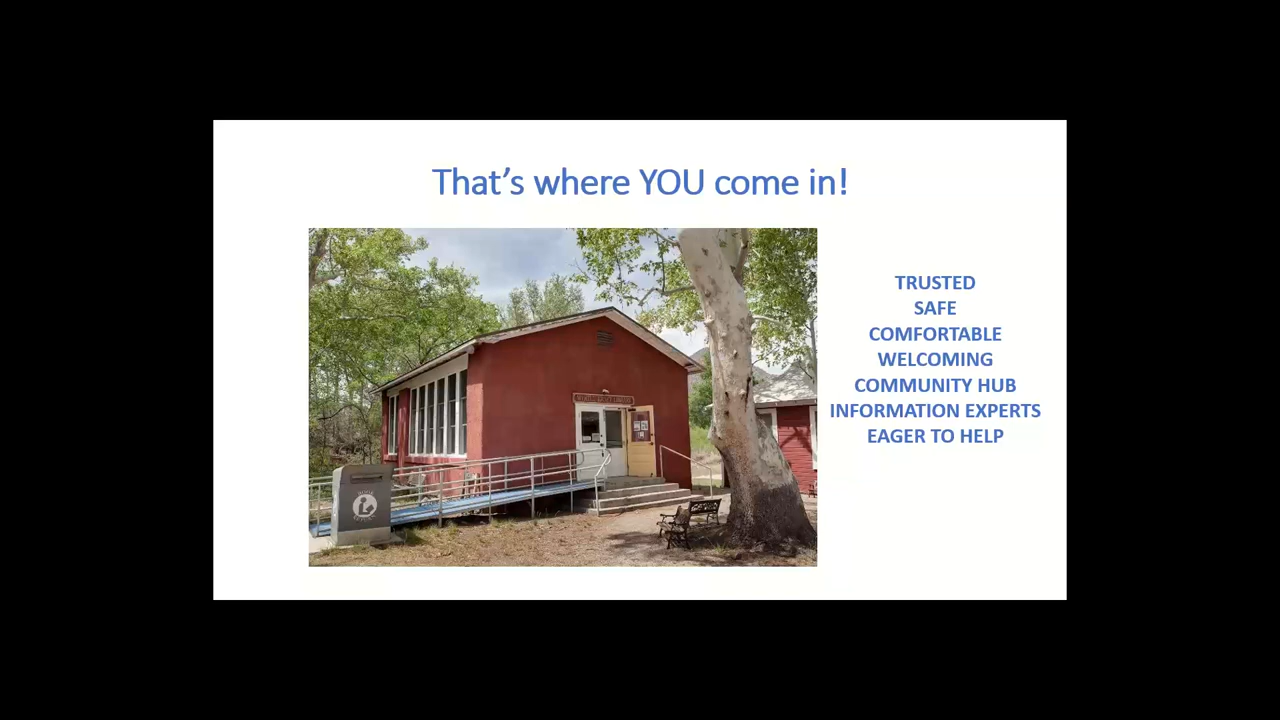 That's where YOU come in!
TRUSTED
SAFE
COMFORTABLE
WELCOMING
COMMUNITY HUB
INFORMATION EXPERTS
EAGER TO HELP